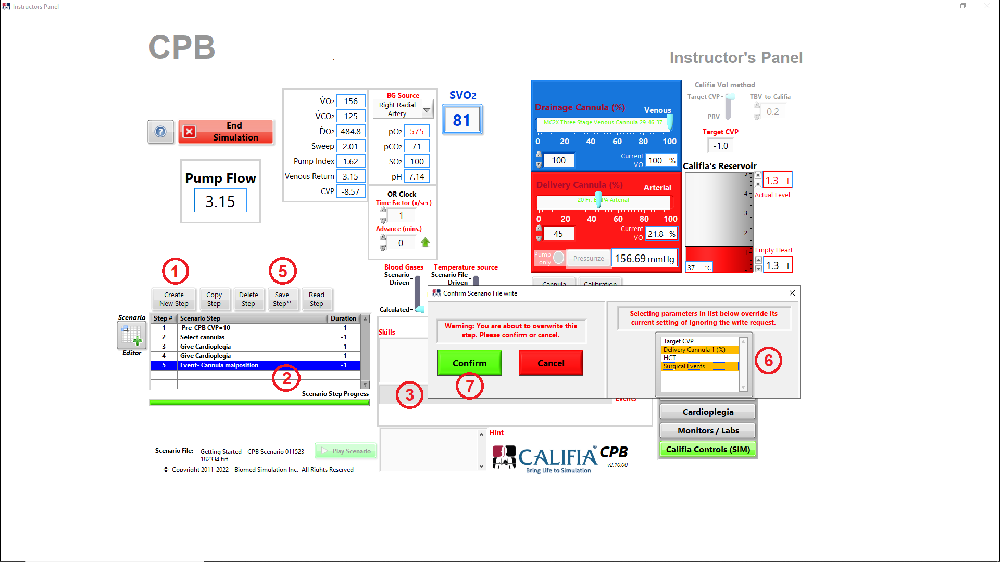 Instructors Panel
CPB
Instructor's Panel
End
Simulation
Pump Flow
3.15
V̇O2 156
V̇CO2 125
ḊO2 484.8
Sweep 2.01
Pump Index 1.62
Venous Return 3.15
CVP -8.57
BG Source
Right Radial
Artery
pO2 575
pCO2 71
SO2 100
pH 7.14
SVO2
81
OR Clock
Time Factor (x/sec)
1
Advance (mins.)
0
Drainage Cannula (%)
Venous
MC2X Three Stage Venous Cannula 29-46-37
0 20 40 60 80 100
100
Current
VO
100 %
Delivery Cannula (%)
Arterial
0 20 40 60 80 100
45
Current
VO
21.8 %
Pump
only
Pressurize
156.69 mmHg
Califia Vol method
Target CVP
PBV
TBV-to-Califia
0.2
Target CVP
-1.0
Califia's Reservoir
4
3
2
1
37 °C
1.3 L
Actual Level
Empty Heart
1.3 L
Cannula
Calibration
1
5
Create
New Step
Copy
Step
Delete
Step
Save
Step**
Read
Step
Scenario
Editor
Step # Scenario Step Duration
1 Pre-CPB CVP=10 -1
2 Select cannulas -1
3 Give Cardioplegia -1
4 Give Cardioplegia -1
5 Event- Cannula malposition -1
2
Scenario Step Progress
Blood Gases
Scenario
Driven
Calculated
Temperature source
Scenario File
Driven
Skills
3
Events
Confirm Scenario File write
Warning: You are about to overwrite this
step. Please confirm or cancel.
Confirm
Cancel
7
Selecting parameters in list below override its
current setting of ignoring the write request.
Target CVP
Delivery Cannula 1 (%)
HCT
Surgical Events
6
Cardioplegia
Monitors / Labs
Califia Controls (SIM)
Hint
CALIFIA® CPB
v2.10.00
Bring Life to Simulation
Scenario File: Getting Started - CPB Scenario 011523-
182334.txt
Play Scenario
© Copyright 2011-2022 - Biomed Simulation Inc. All Rights Reserved